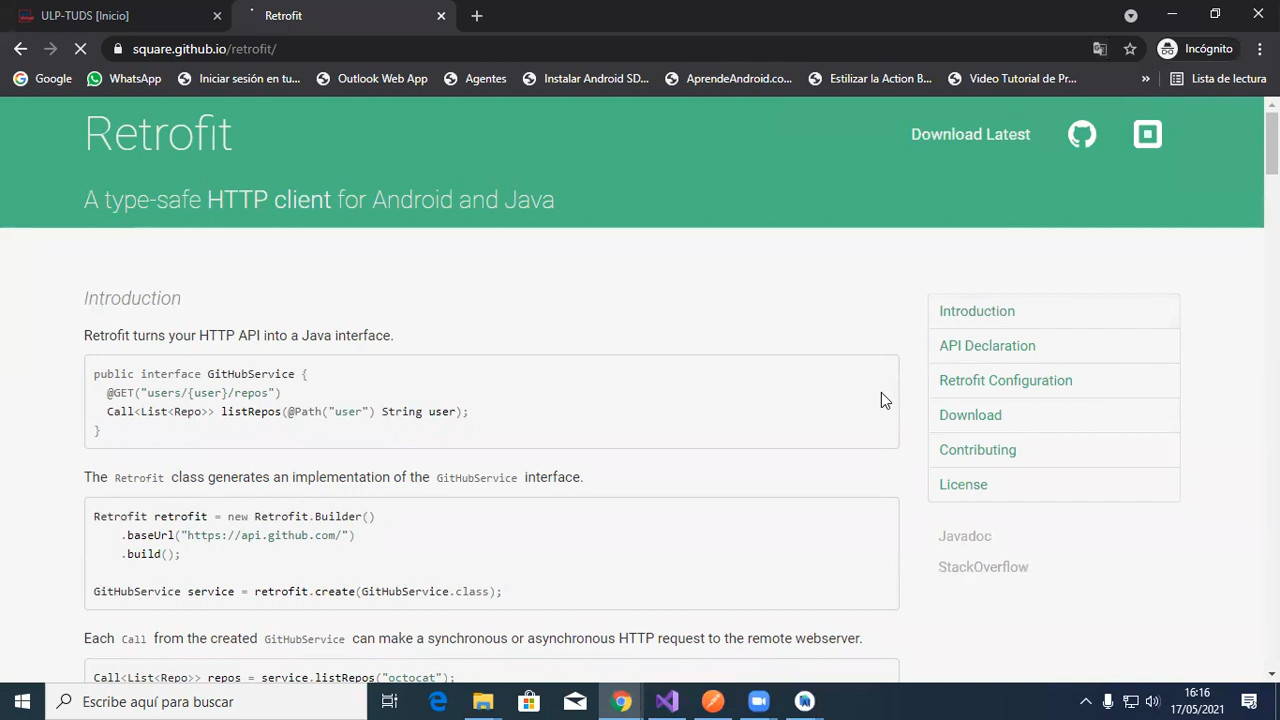 ULP-TUDS [Inicio]
Retrofit
square.github.io/retrofit/
Incógnito
Google
WhatsApp
Iniciar sesión en tu...
Outlook Web App
Agentes
Instalar Android SD...
ApreneAndroid.co...
Estilizar la Action B...
Video Tutorial de Pr...
»
Lista de lectura
Retrofit
Download Latest
A type-safe HTTP client for Android and Java
Introduction
Retrofit turns your HTTP API into a Java interface.
public interface GitHubService {
@GET("users/{user}/repos")
Call<List<Repo>> listRepos(@Path("user") String user);
}
The Retrofit class generates an implementation of the GitHubService interface.
Retrofit retrofit = new Retrofit.Builder()
.baseUrl("https://api.github.com/")
.build();
GitHubService service = retrofit.create(GitHubService.class);
Each Call from the created GitHubService can make a synchronous or asynchronous HTTP request to the remote webserver.
Call<List<Repo>> repos = service.listRepos("octocat");
Introduction
API Declaration
Retrofit Configuration
Download
Contributing
License
Javadoc
StackOverflow
Escribe aquí para buscar
16:16
17/05/2021